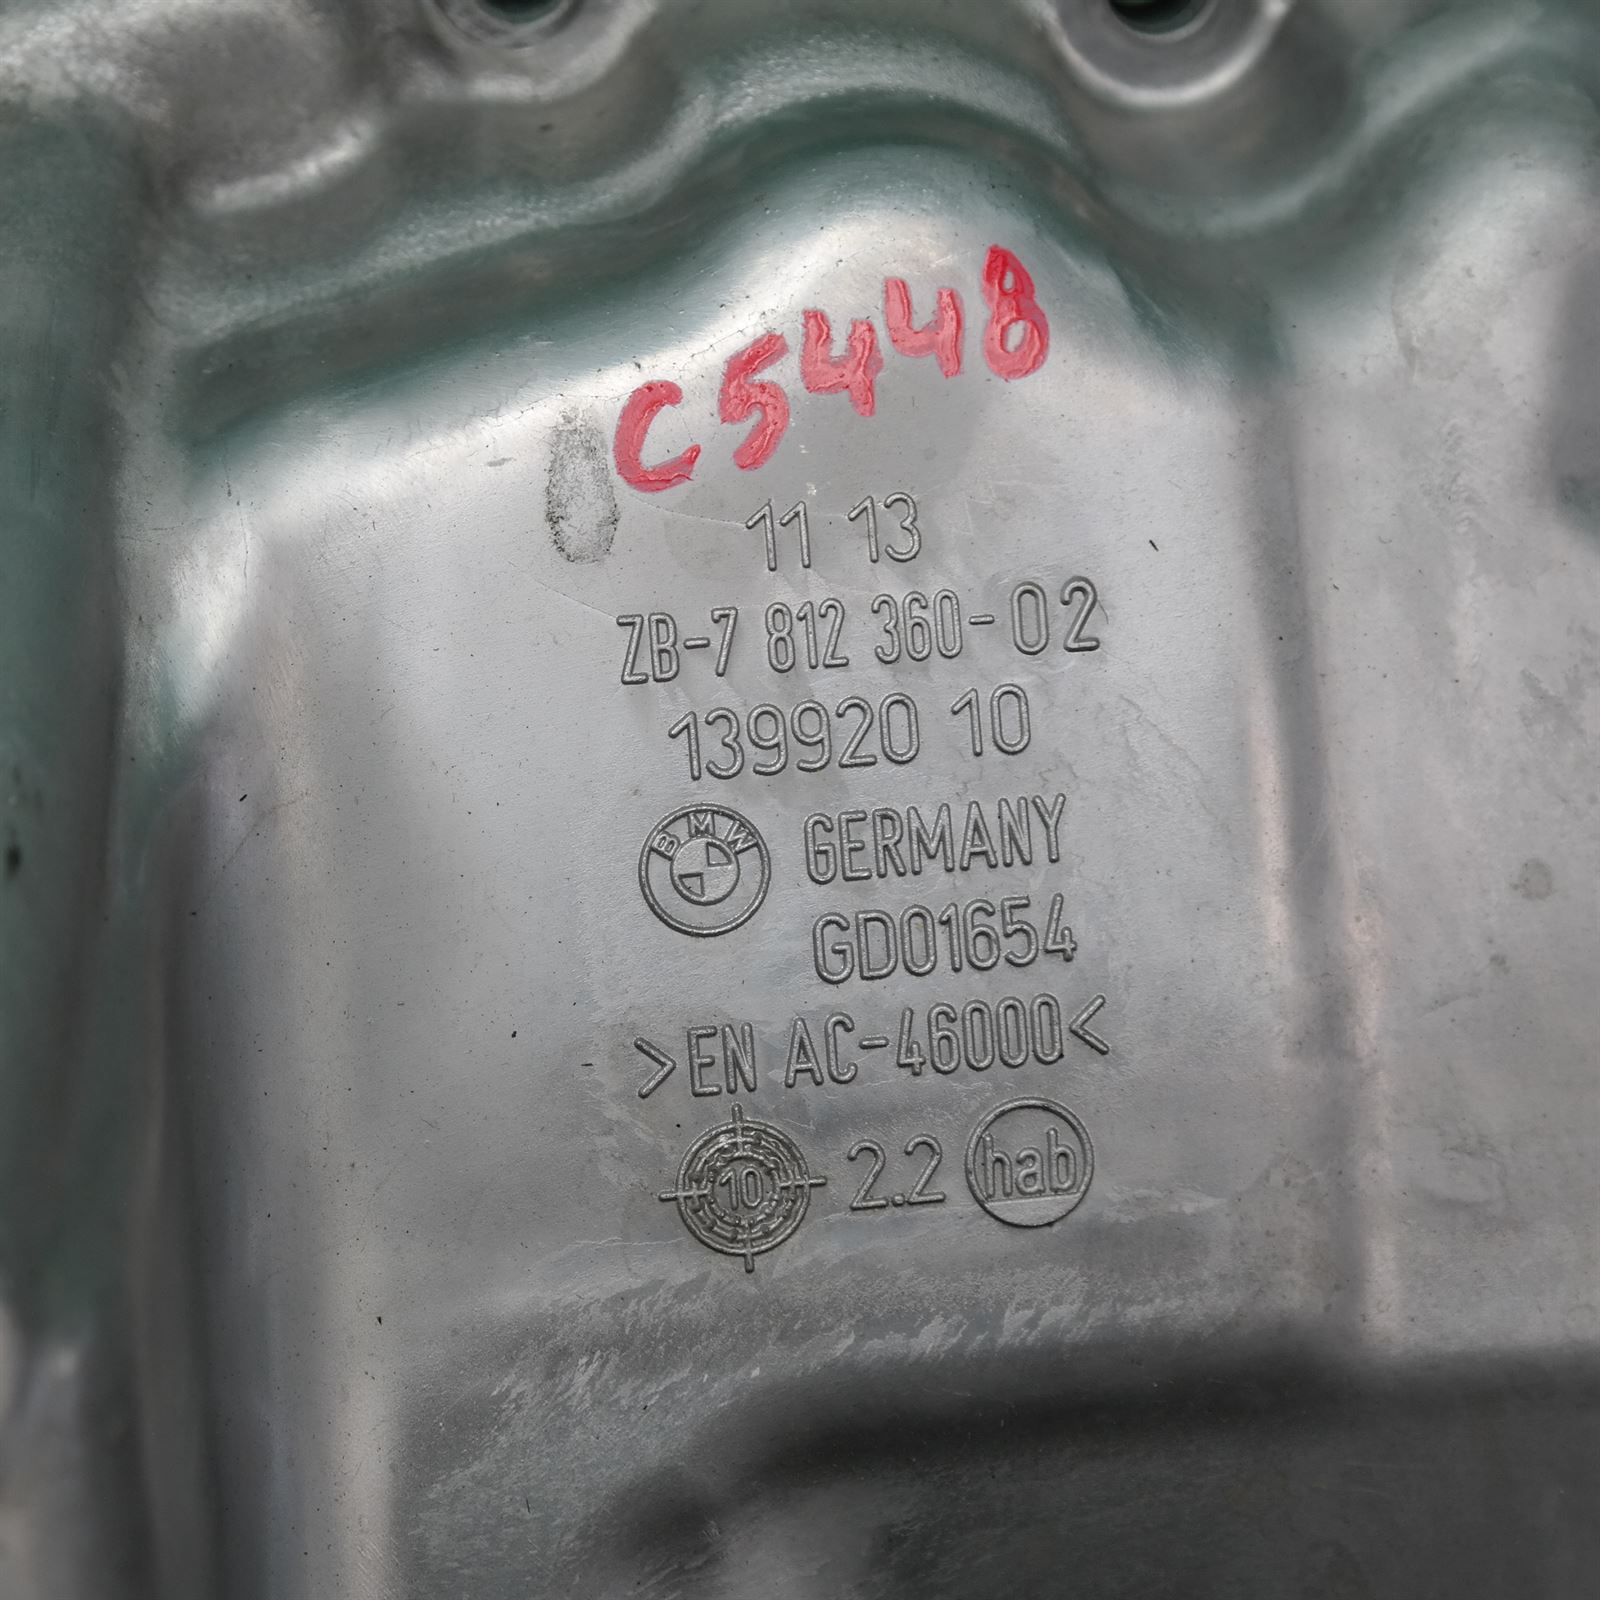 C5448
11 13
ZB-7 812 360-02
139920 10
BMW GERMANY
GD01654
>EN AC-46000<
10 2.2 hab